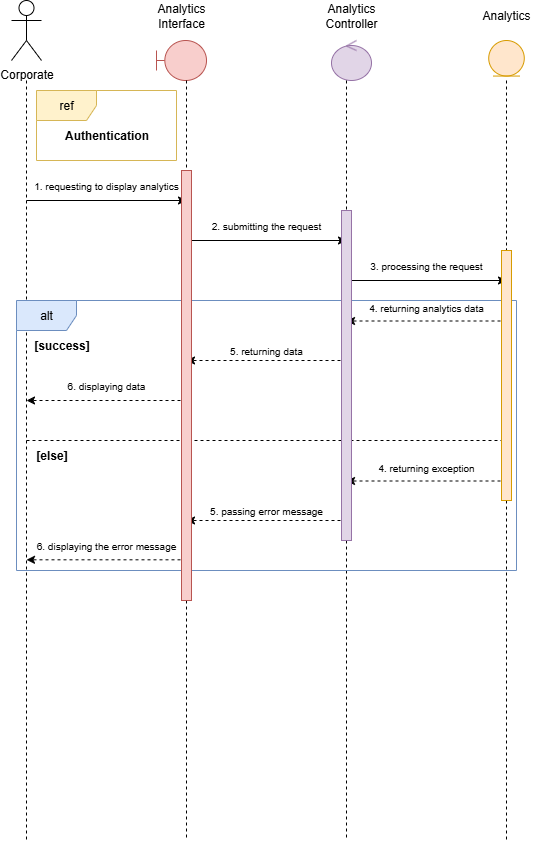 Analytics
Interface
Analytics
Controller
Analytics
Corporate
ref
Authentication
1. requesting to display analytics
2. submitting the request
3. processing the request
alt
4. returning analytics data
[success]
5. returning data
6. displaying data
[else]
4. returning exception
5. passing error message
6. displaying the error message